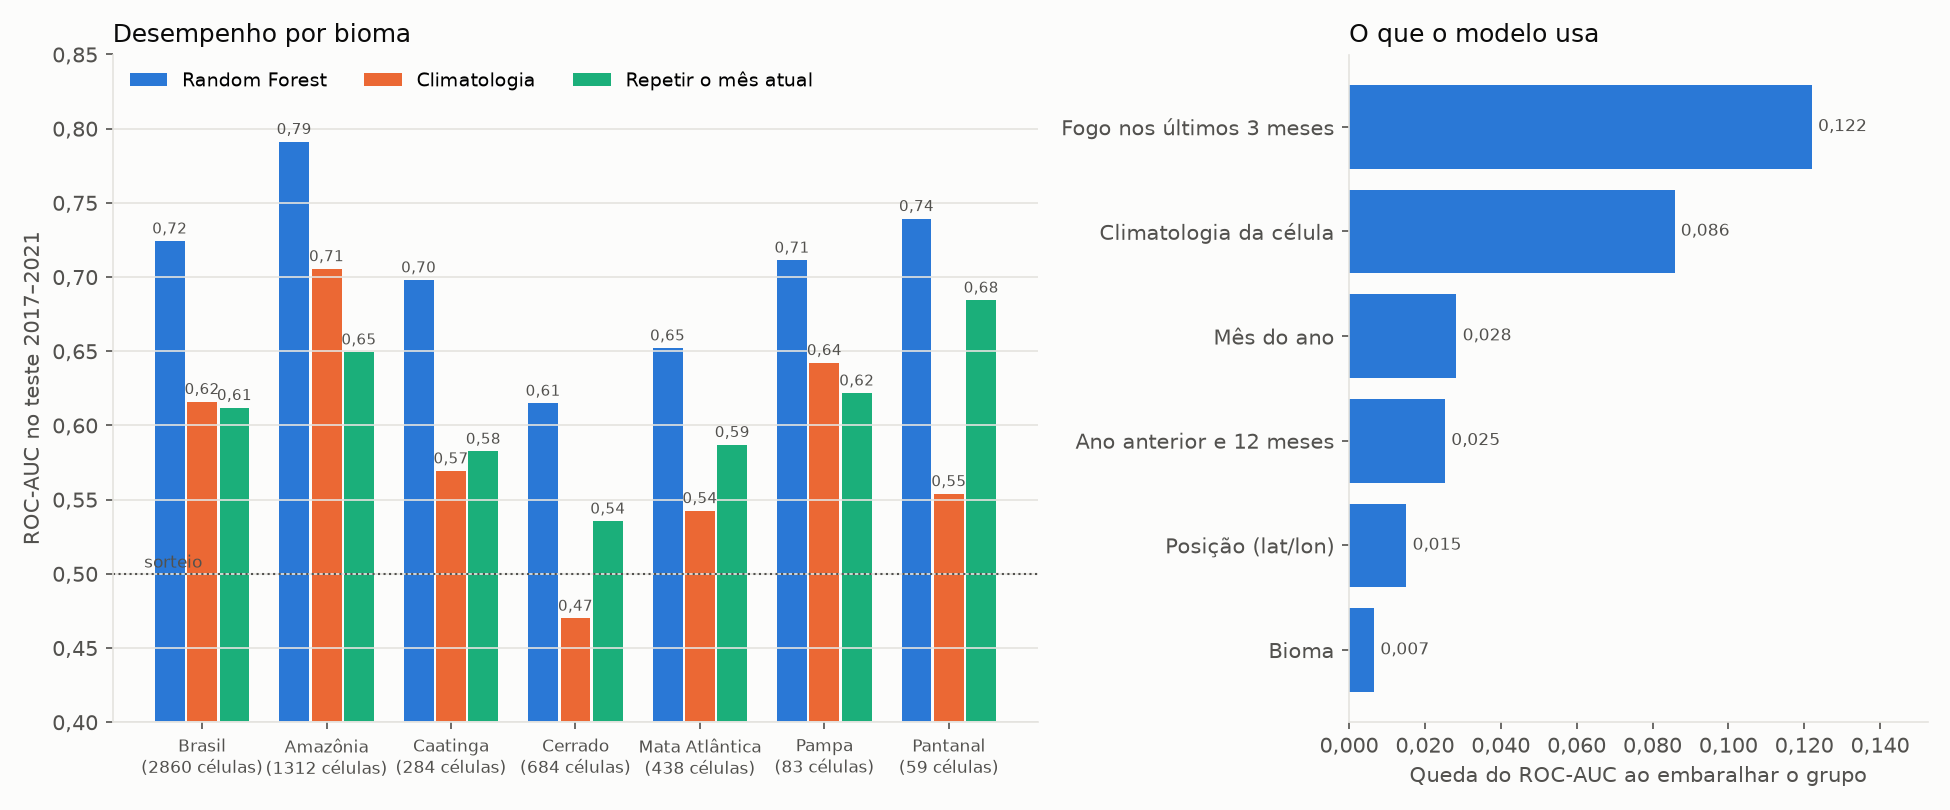 Desempenho por bioma
Random Forest
Climatologia
Repetir o mês atual
ROC-AUC no teste 2017–2021
0,85
0,80
0,75
0,70
0,65
0,60
0,55
0,50
0,45
0,40
sorteio
0,72
0,62
0,61
0,79
0,71
0,65
0,70
0,57
0,58
0,61
0,47
0,54
0,65
0,54
0,59
0,71
0,64
0,62
0,74
0,55
0,68
Brasil
(2860 células)
Amazônia
(1312 células)
Caatinga
(284 células)
Cerrado
(684 células)
Mata Atlântica
(438 células)
Pampa
(83 células)
Pantanal
(59 células)
O que o modelo usa
Fogo nos últimos 3 meses
0,122
Climatologia da célula
0,086
Mês do ano
0,028
Ano anterior e 12 meses
0,025
Posição (lat/lon)
0,015
Bioma
0,007
0,000 0,020 0,040 0,060 0,080 0,100 0,120 0,140
Queda do ROC-AUC ao embaralhar o grupo